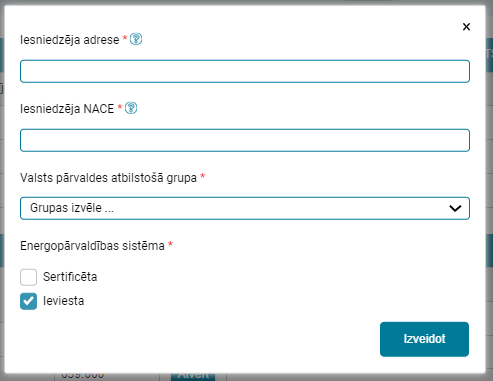 ×
Iesniedzēja adrese * ?
Iesniedzēja NACE * ?
Valsts pārvaldes atbilstošā grupa *
Grupas izvēle ...
Energopārvaldības sistēma *
Sertificēta
Ieviesta
Izveidot